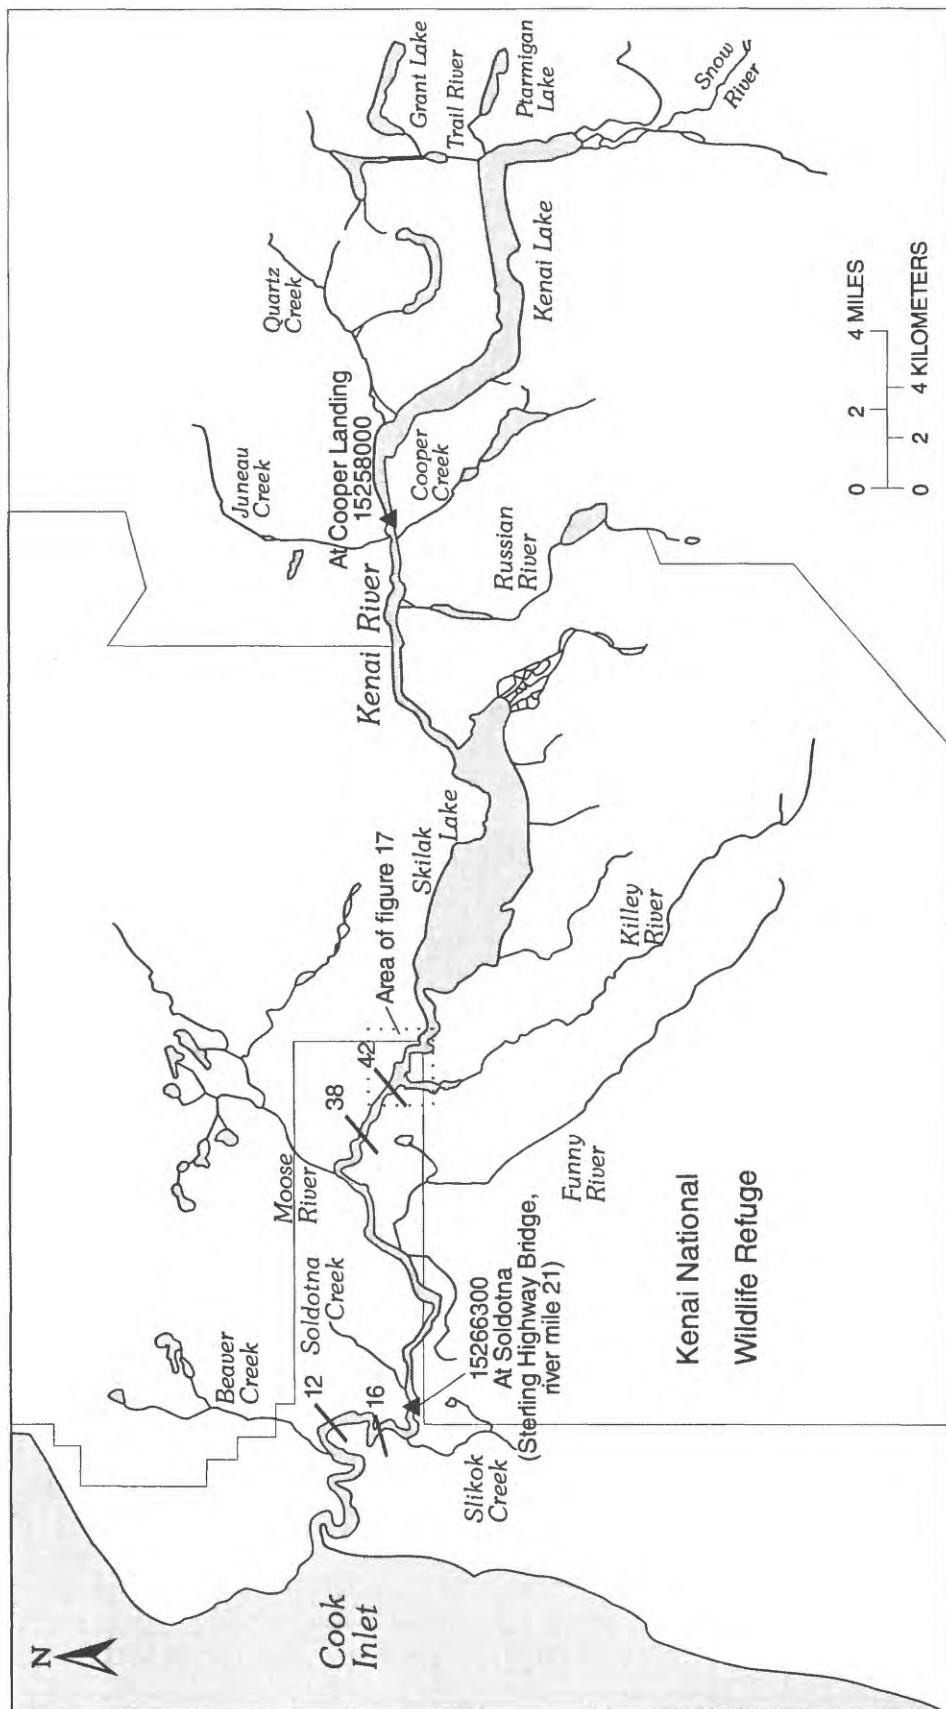 N
Cook
Inlet
Beaver
Creek
12
Soldotna
Creek
16
Slikok
Creek
15266300
At Soldotna
(Sterling Highway Bridge,
river mile 21)
Moose
River
38
42
Area of figure 17
Funny
River
Killey
River
Kenai National
Wildlife Refuge
Skilak
Lake
Kenai River
Juneau
Creek
At Cooper Landing
15258000
Cooper
Creek
Russian
River
Quartz
Creek
Kenai Lake
Grant Lake
Trail River
Ptarmigan
Lake
Snow
River
0 2 4 MILES
0 2 4 KILOMETERS